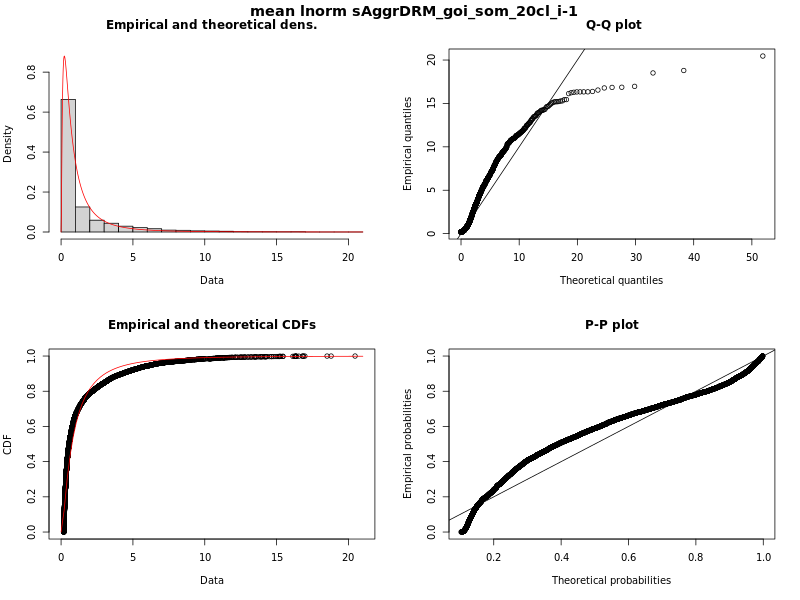 mean lnorm sAggrDRM_goi_som_20cl_i-1
Empirical and theoretical dens.
Density
0.0 0.2 0.4 0.6 0.8
0 5 10 15 20
Data
Q-Q plot
Empirical quantiles
0 5 10 15 20
0 10 20 30 40 50
Theoretical quantiles
Empirical and theoretical CDFs
CDF
0.0 0.2 0.4 0.6 0.8 1.0
0 5 10 15 20
Data
P-P plot
Empirical probabilities
0.0 0.2 0.4 0.6 0.8 1.0
0.2 0.4 0.6 0.8 1.0
Theoretical probabilities